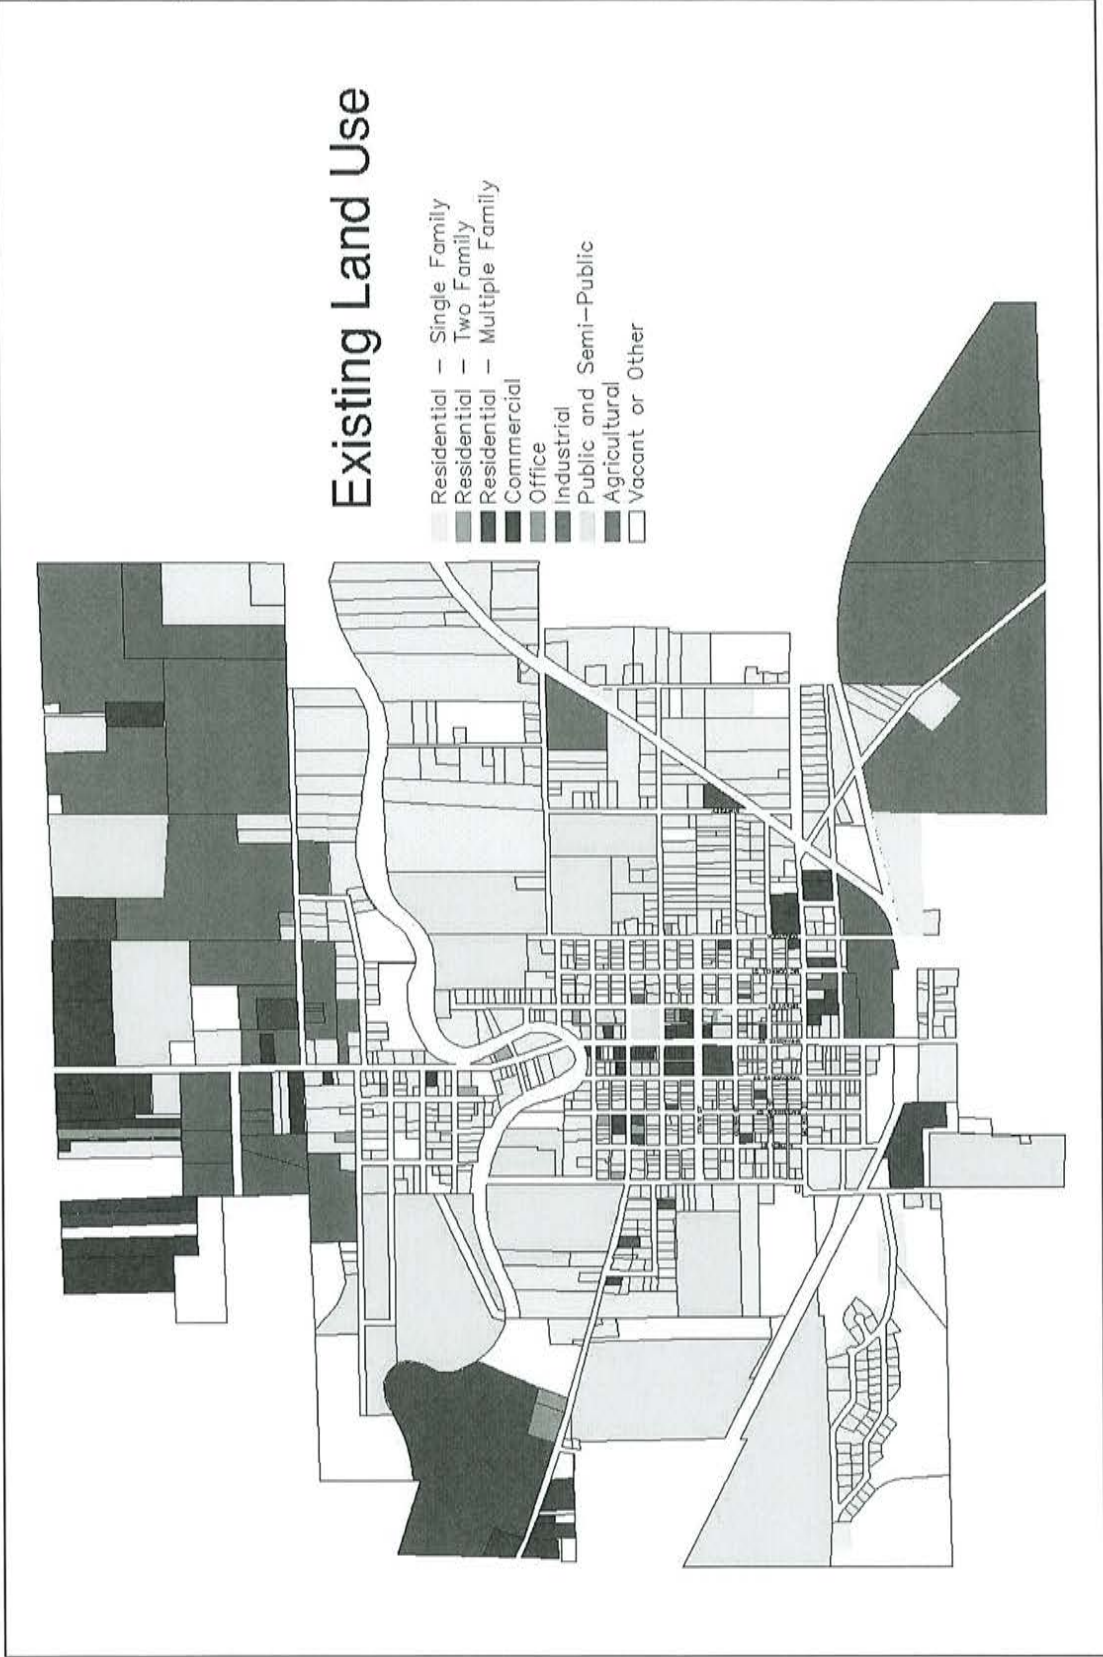 Existing Land Use
Residential — Single Family
Residential — Two Family
Residential — Multiple Family
Commercial
Office
Industrial
Public and Semi-Public
Agricultural
Vacant or Other